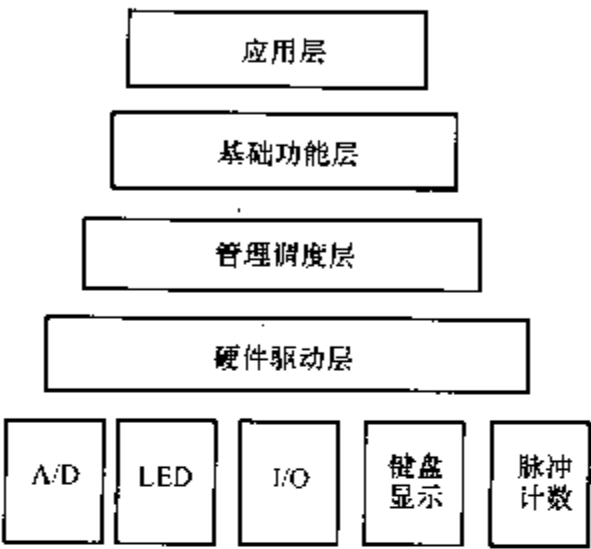 应用层
基础功能层
管理调度层
硬件驱动层
A/D
LED
I/O
键盘
显示
脉冲
计数